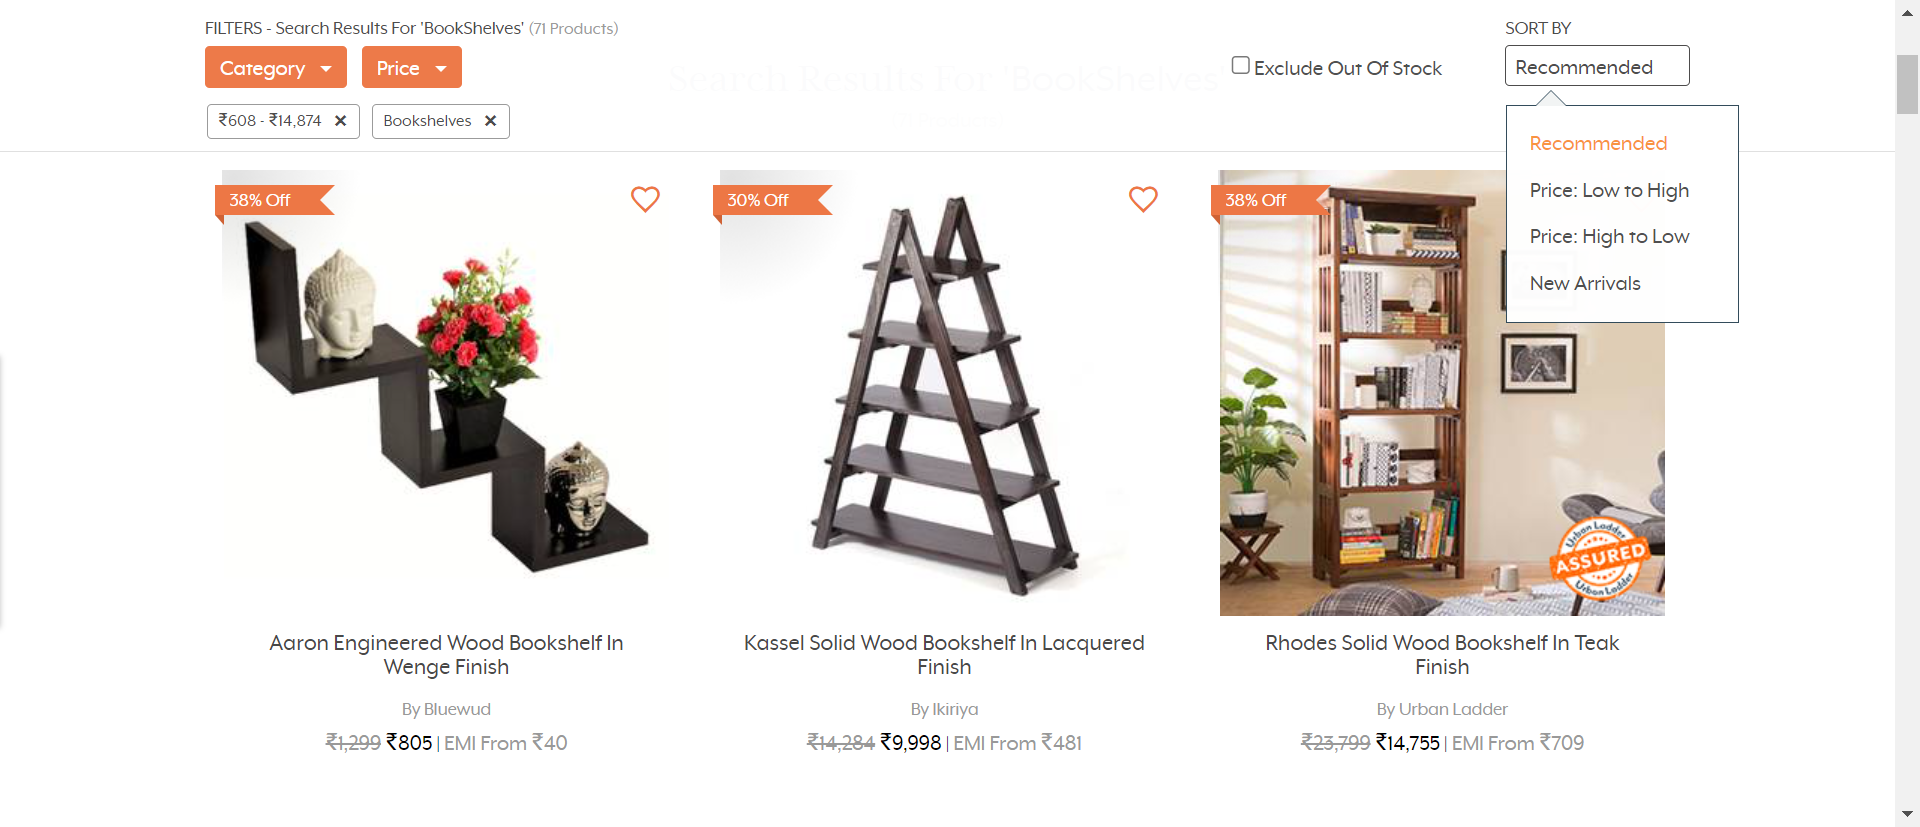 FILTERS - Search Results For 'BookShelves' (71 Products)
Category
Price
₹608 - ₹14,874 ✕
Bookshelves ✕
Search Results For 'BookShelves'
Exclude Out Of Stock
SORT BY
Recommended
Recommended
Price: Low to High
Price: High to Low
New Arrivals
38% Off
30% Off
38% Off
Urban Ladder
ASSURED
Urban Ladder
Aaron Engineered Wood Bookshelf In
Wenge Finish
By Bluewud
₹1,299 ₹805 | EMI From ₹40
Kassel Solid Wood Bookshelf In Lacquered
Finish
By Ikiriya
₹14,284 ₹9,998 | EMI From ₹481
Rhodes Solid Wood Bookshelf In Teak
Finish
By Urban Ladder
₹23,799 ₹14,755 | EMI From ₹709